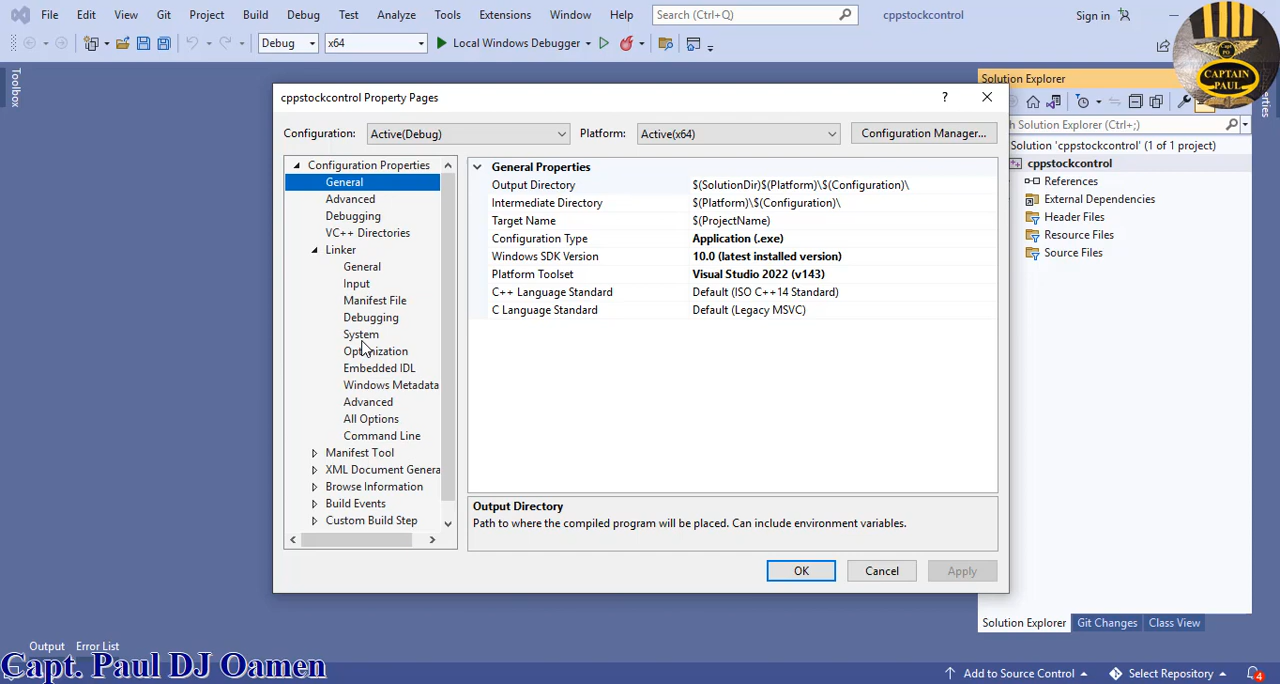 File Edit View Git Project Build Debug Test Analyze Tools Extensions Window Help Search (Ctrl+Q) cppstockcontrol Sign in
Debug x64 Local Windows Debugger
CAPTAIN PAUL
Toolbox
cppstockcontrol Property Pages ?
Configuration: Active(Debug) Platform: Active(x64) Configuration Manager...
Configuration Properties
General
Advanced
Debugging
VC++ Directories
Linker
General
Input
Manifest File
Debugging
System
Optimization
Embedded IDL
Windows Metadata
Advanced
All Options
Command Line
Manifest Tool
XML Document Genera
Browse Information
Build Events
Custom Build Step
General Properties
Output Directory $(SolutionDir)$(Platform)\$(Configuration)\
Intermediate Directory $(Platform)\$(Configuration)\
Target Name $(ProjectName)
Configuration Type Application (.exe)
Windows SDK Version 10.0 (latest installed version)
Platform Toolset Visual Studio 2022 (v143)
C++ Language Standard Default (ISO C++14 Standard)
C Language Standard Default (Legacy MSVC)
Output Directory
Path to where the compiled program will be placed. Can include environment variables.
OK Cancel Apply
Solution Explorer
h Solution Explorer (Ctrl+;)
Solution 'cppstockcontrol' (1 of 1 project)
cppstockcontrol
References
External Dependencies
Header Files
Resource Files
Source Files
Solution Explorer Git Changes Class View
Output Error List
Capt. Paul DJ Oamen
Add to Source Control Select Repository 4